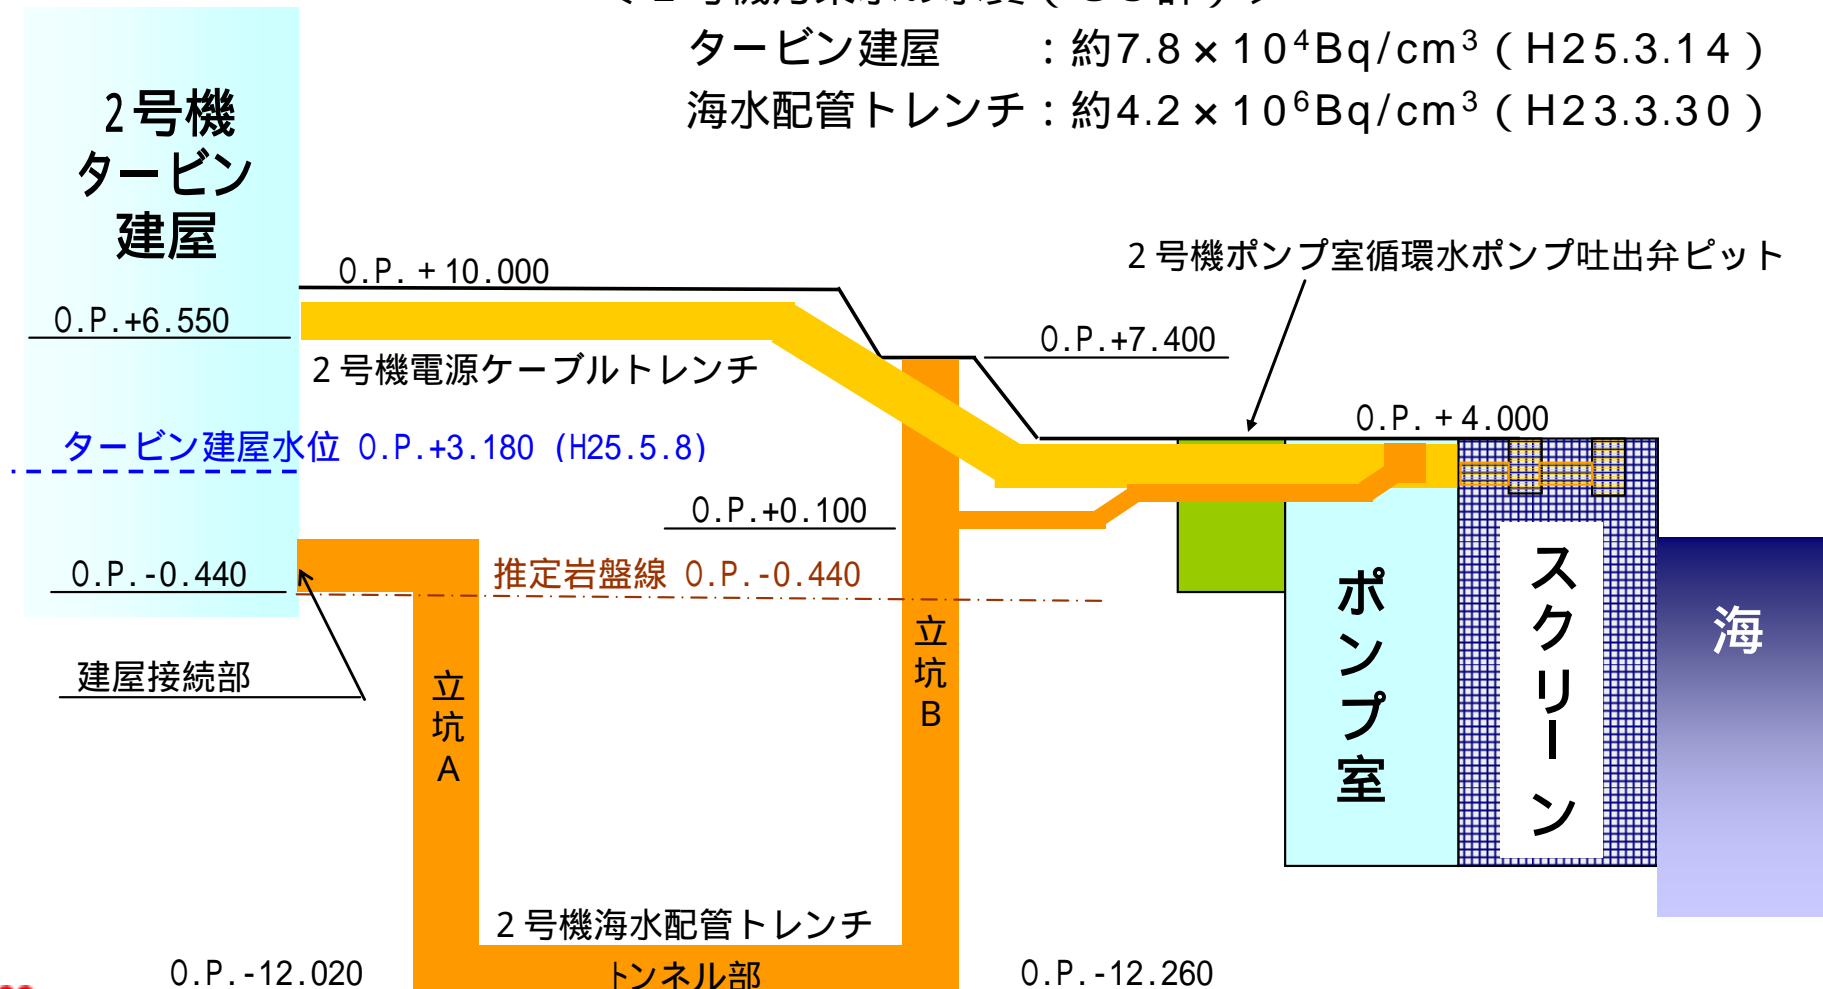 タービン建屋 : 約7.8×10⁴Bq/cm³(H25.3.14)
海水配管トレンチ:約4.2×10⁶Bq/cm³(H23.3.30)
2号機
タービン
建屋
O.P.+10.000
2号機ポンプ室循環水ポンプ吐出弁ピット
O.P.+6.550
O.P.+7.400
2号機電源ケーブルトレンチ
O.P.+4.000
タービン建屋水位 O.P.+3.180 (H25.5.8)
O.P.+0.100
O.P.-0.440
推定岩盤線 O.P.-0.440
建屋接続部
立坑A
立坑B
ポンプ室
スクリーン
海
2号機海水配管トレンチ
トンネル部
O.P.-12.020
O.P.-12.260